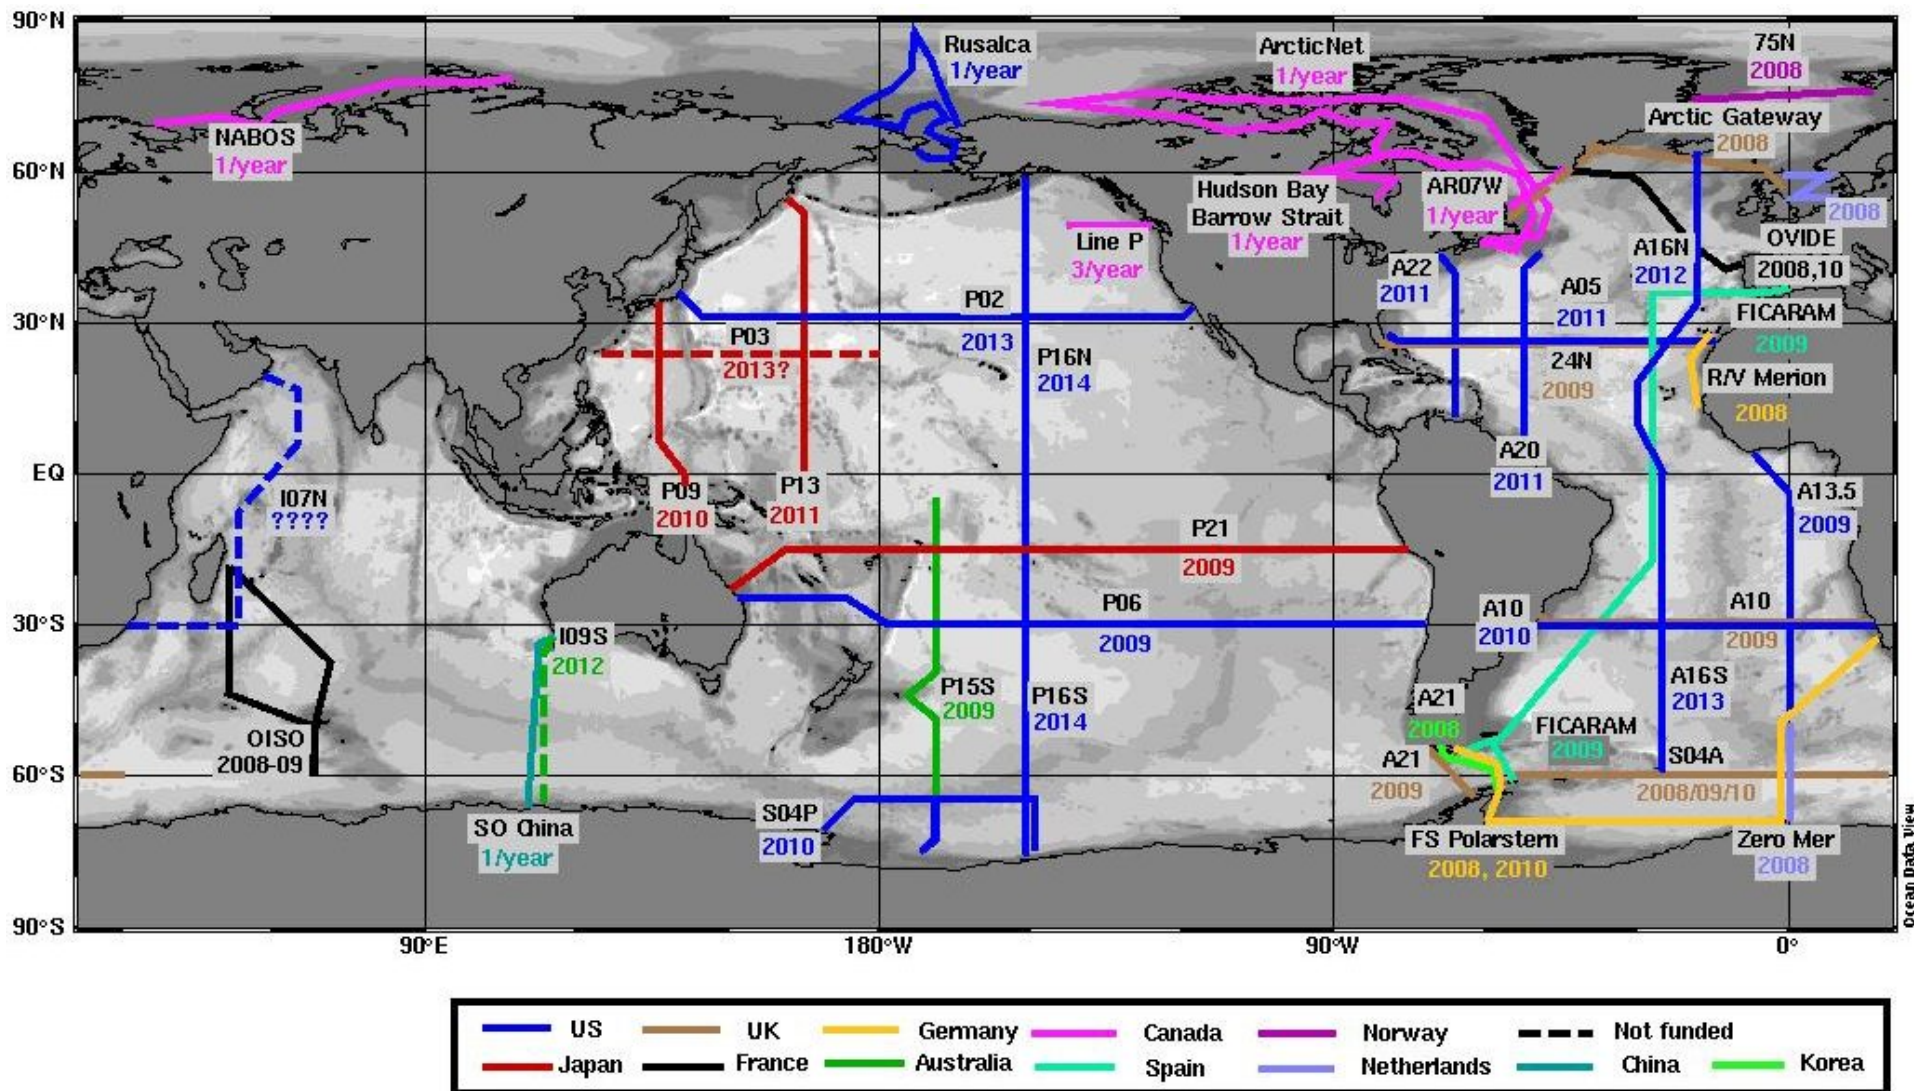 90°N
Rusalca
1/year
ArcticNet
1/year
75N
2008
NABOS
1/year
Arctic Gateway
2008
60°N
Hudson Bay
Barrow Strait
1/year
AR07W
1/year
2008
Line P
3/year
A16N
2012
OVIDE
2008,10
A22
2011
A05
2011
FICARAM
2009
P02
2013
30°N
P03
2013?
P16N
2014
24N
2009
R/V Merion
2008
A20
2011
EQ
I07N
????
P09
2010
P13
2011
A13.5
2009
P21
2009
P06
2009
A10
2010
A10
2009
30°S
I09S
2012
P15S
2009
P16S
2014
A16S
2013
A21
2008
FICARAM
2009
OISO
2008-09
A21
2009
S04A
2008/09/10
60°S
SO China
1/year
S04P
2010
FS Polarstern
2008, 2010
Zero Mer
2008
90°S
90°E
180°W
90°W
0°
Ocean Data View
US
UK
Germany
Canada
Norway
Not funded
Japan
France
Australia
Spain
Netherlands
China
Korea